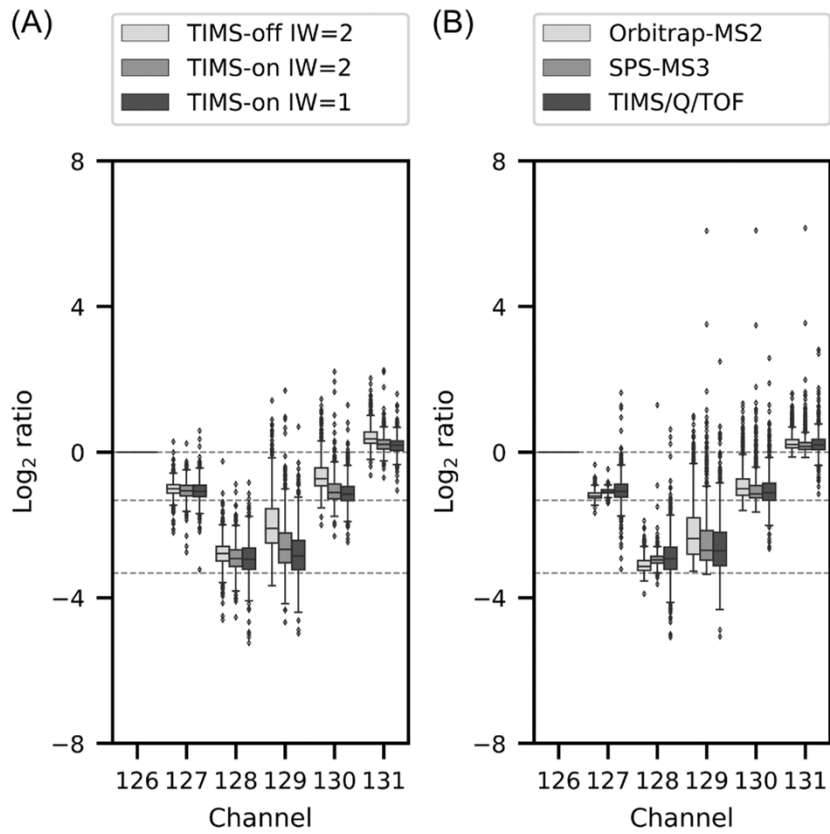 (A)
TIMS-off IW=2
TIMS-on IW=2
TIMS-on IW=1
8
4
0
−4
−8
Log₂ ratio
126 127 128 129 130 131
Channel
(B)
Orbitrap-MS2
SPS-MS3
TIMS/Q/TOF
8
4
0
−4
−8
Log₂ ratio
126 127 128 129 130 131
Channel